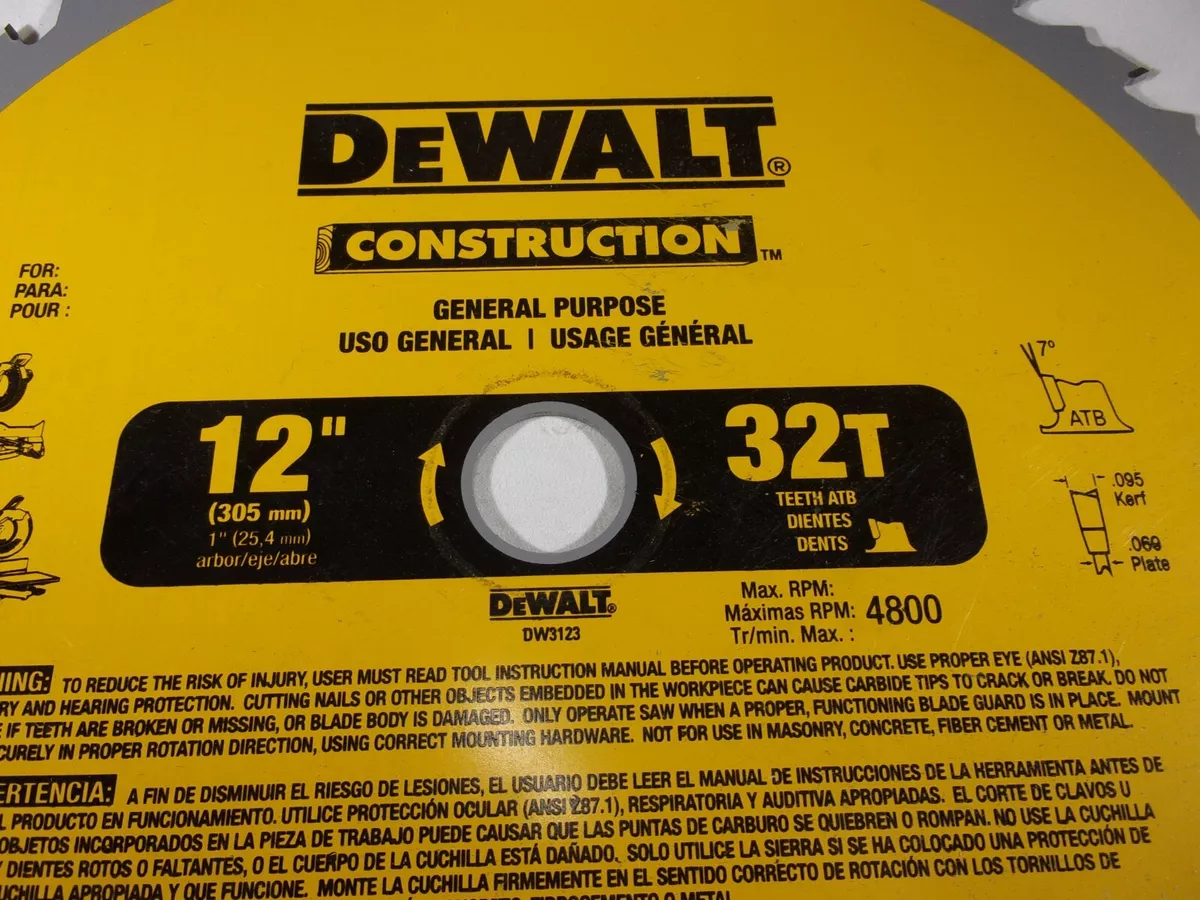 DEWALT®
CONSTRUCTION™
FOR:
PARA:
POUR :
GENERAL PURPOSE
USO GENERAL | USAGE GÉNÉRAL
12"
(305 mm)
1" (25,4 mm)
arbor/eje/abre
32T
TEETH ATB
DIENTES
DENTS
7°
ATB
.095
Kerf
.060
Plate
DEWALT®
DW3123
Max. RPM:
Máximas RPM: 4800
Tr/min. Max. :
TO REDUCE THE RISK OF INJURY, USER MUST READ TOOL INSTRUCTION MANUAL BEFORE OPERATING PRODUCT. USE PROPER EYE (ANSI Z87.1),
AND HEARING PROTECTION. CUTTING NAILS OR OTHER OBJECTS EMBEDDED IN THE WORKPIECE CAN CAUSE CARBIDE TIPS TO CRACK OR BREAK. DO NOT
IF TEETH ARE BROKEN OR MISSING, OR BLADE BODY IS DAMAGED. ONLY OPERATE SAW WHEN A PROPER, FUNCTIONING BLADE GUARD IS IN PLACE. MOUNT
IN PROPER ROTATION DIRECTION, USING CORRECT MOUNTING HARDWARE. NOT FOR USE IN MASONRY, CONCRETE, FIBER CEMENT OR METAL.
A FIN DE DISMINUIR EL RIESGO DE LESIONES, EL USUARIO DEBE LEER EL MANUAL DE INSTRUCCIONES DE LA HERRAMIENTA ANTES DE
PRODUCTO EN FUNCIONAMIENTO. UTILICE PROTECCIÓN OCULAR (ANSI Z87.1), RESPIRATORIA Y AUDITIVA APROPIADAS. EL CORTE DE CLAVOS U
OBJETOS INCORPORADOS EN LA PIEZA DE TRABAJO PUEDE CAUSAR QUE LAS PUNTAS DE CARBURO SE QUIEBREN O ROMPAN. NO USE LA CUCHILLA
DIENTES ROTOS O FALTANTES, O EL CUERPO DE LA CUCHILLA ESTÁ DAÑADO. SOLO UTILICE LA SIERRA SI SE HA COLOCADO UNA PROTECCIÓN DE
APROPIADA Y QUE FUNCIONE. MONTE LA CUCHILLA FIRMEMENTE EN EL SENTIDO CORRECTO DE ROTACIÓN CON LOS TORNILLOS DE